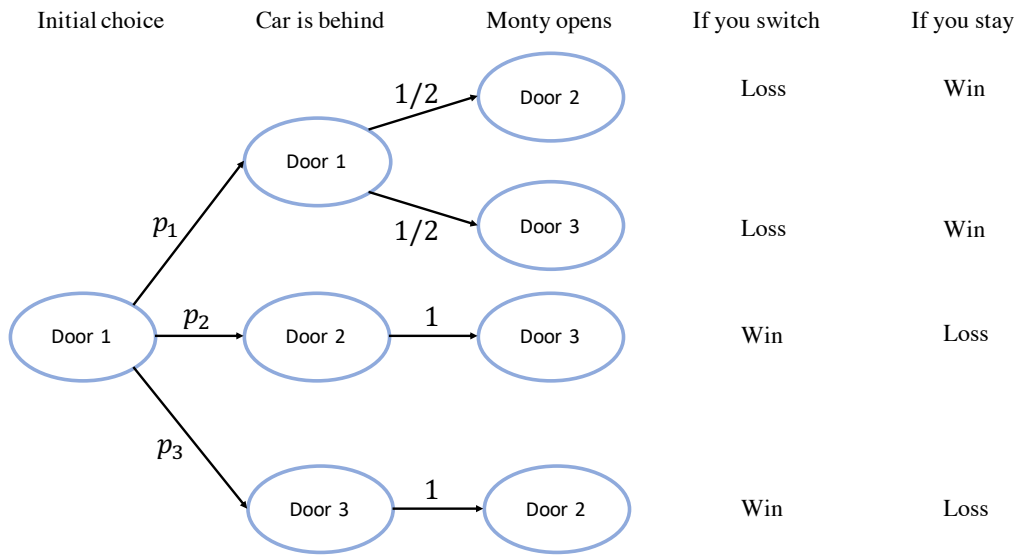 Initial choice Car is behind Monty opens If you switch If you stay
Door 2 Loss Win
1/2
Door 1
p₁ 1/2 Door 3 Loss Win
Door 1 p₂ Door 2 1 Door 3 Win Loss
p₃
Door 3 1 Door 2 Win Loss